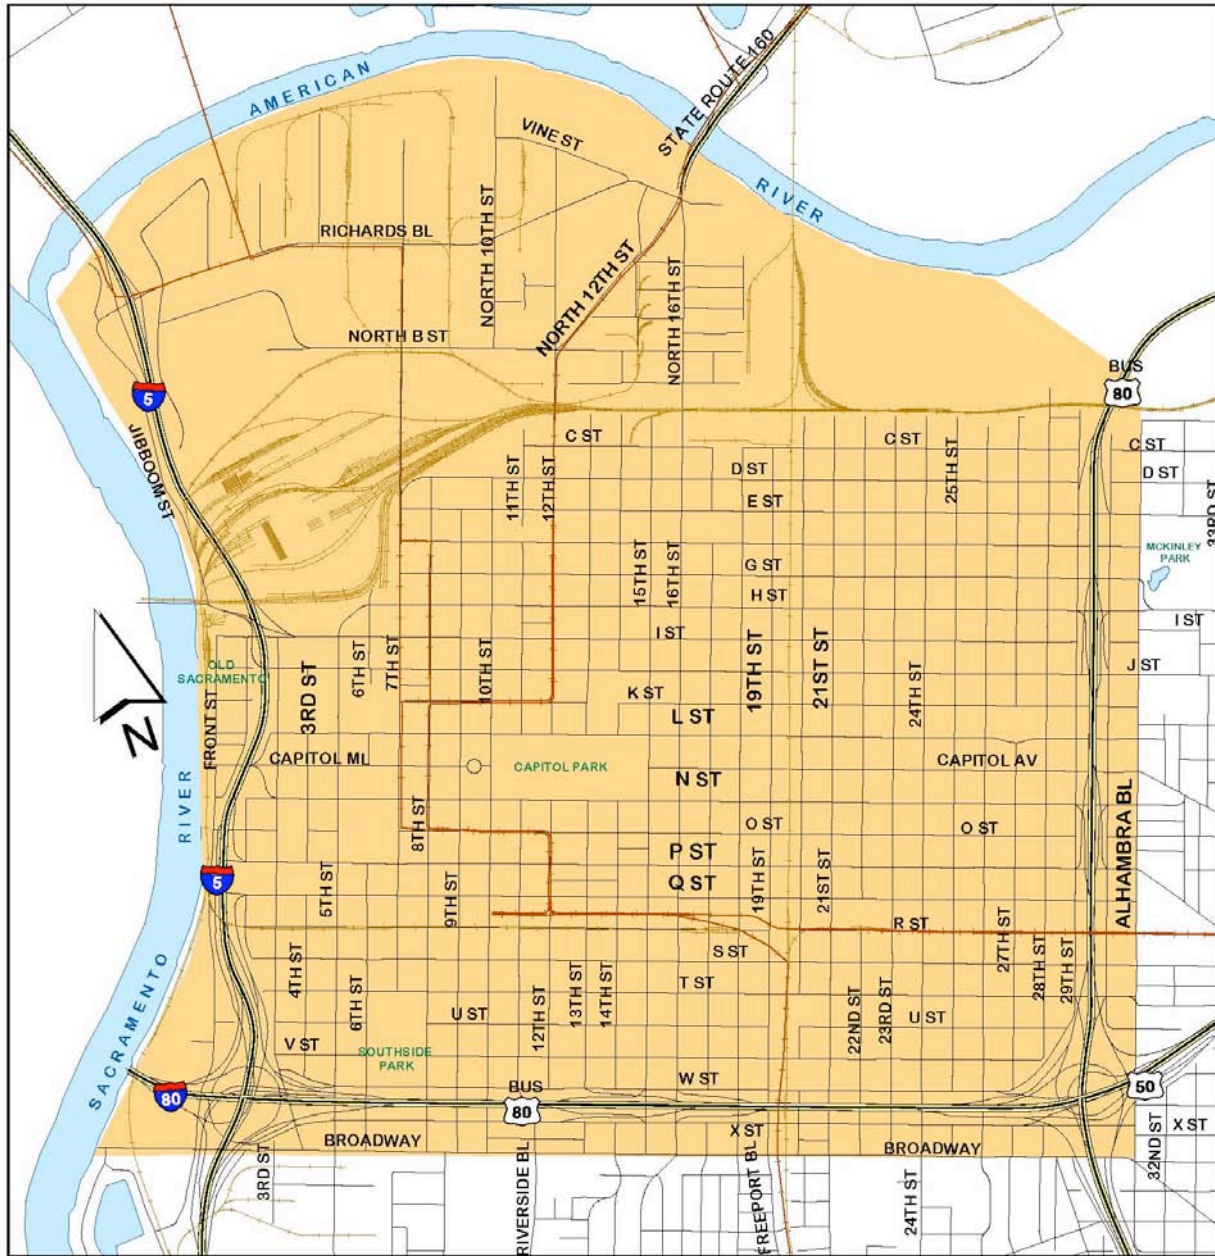 AMERICAN
RIVER
STATE ROUTE 160
VINE ST
RICHARDS BL
NORTH 10TH ST
NORTH 12TH ST
NORTH 16TH ST
NORTH B ST
BUS
80
5
JIBBOOM ST
C ST
C ST
C ST
D ST
D ST
E ST
11TH ST
12TH ST
25TH ST
33RD ST
MCKINLEY
PARK
15TH ST
16TH ST
G ST
H ST
I ST
I ST
J ST
19TH ST
21ST ST
24TH ST
OLD
SACRAMENTO
FRONT ST
3RD ST
6TH ST
7TH ST
10TH ST
K ST
L ST
N
CAPITOL ML
CAPITOL PARK
N ST
CAPITOL AV
RIVER
8TH ST
O ST
O ST
ALHAMBRA BL
P ST
Q ST
5
5TH ST
9TH ST
19TH ST
21ST ST
R ST
S ST
T ST
27TH ST
28TH ST
29TH ST
4TH ST
6TH ST
12TH ST
13TH ST
14TH ST
22ND ST
23RD ST
U ST
U ST
V ST
SOUTHSIDE
PARK
SACRAMENTO
80
BUS
80
W ST
50
X ST
X ST
BROADWAY
BROADWAY
3RD ST
RIVERSIDE BL
FREEPORT BL
24TH ST
32ND ST